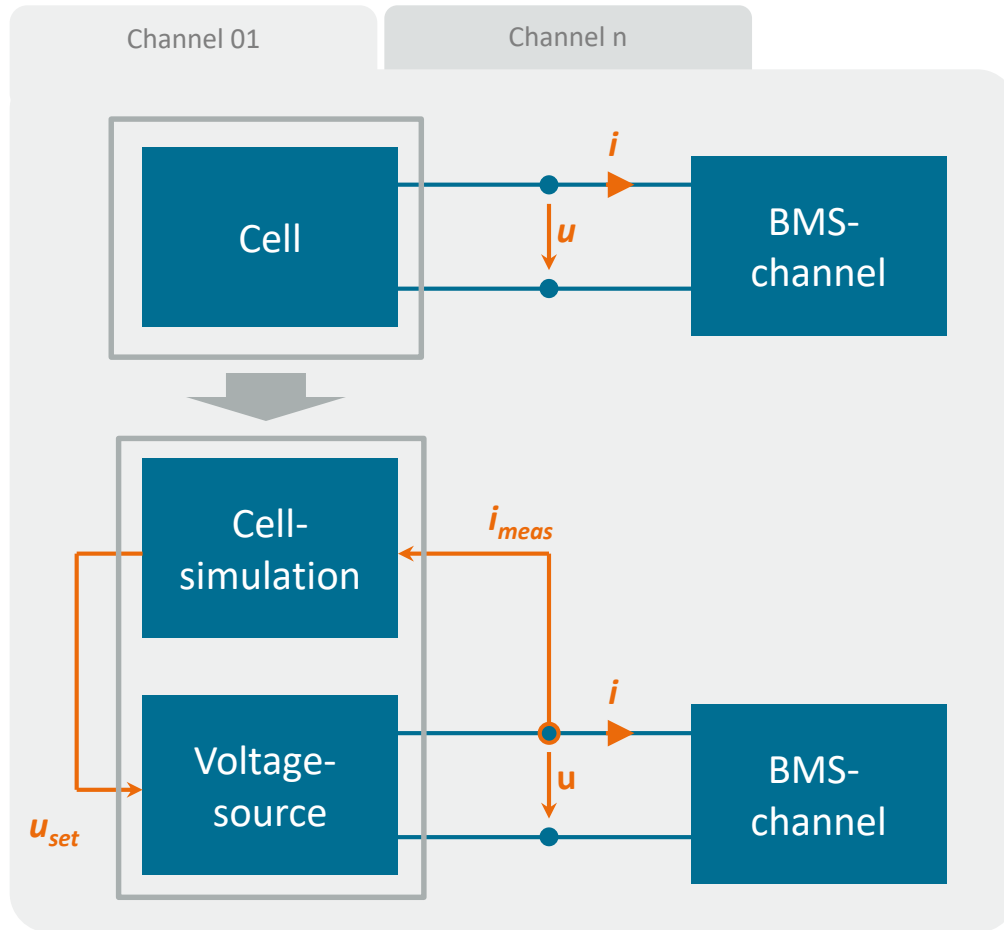 Channel 01
Channel n
i
Cell
u
BMS-
channel
Cell-
simulation
i_meas
i
Voltage-
source
u
BMS-
channel
u_set